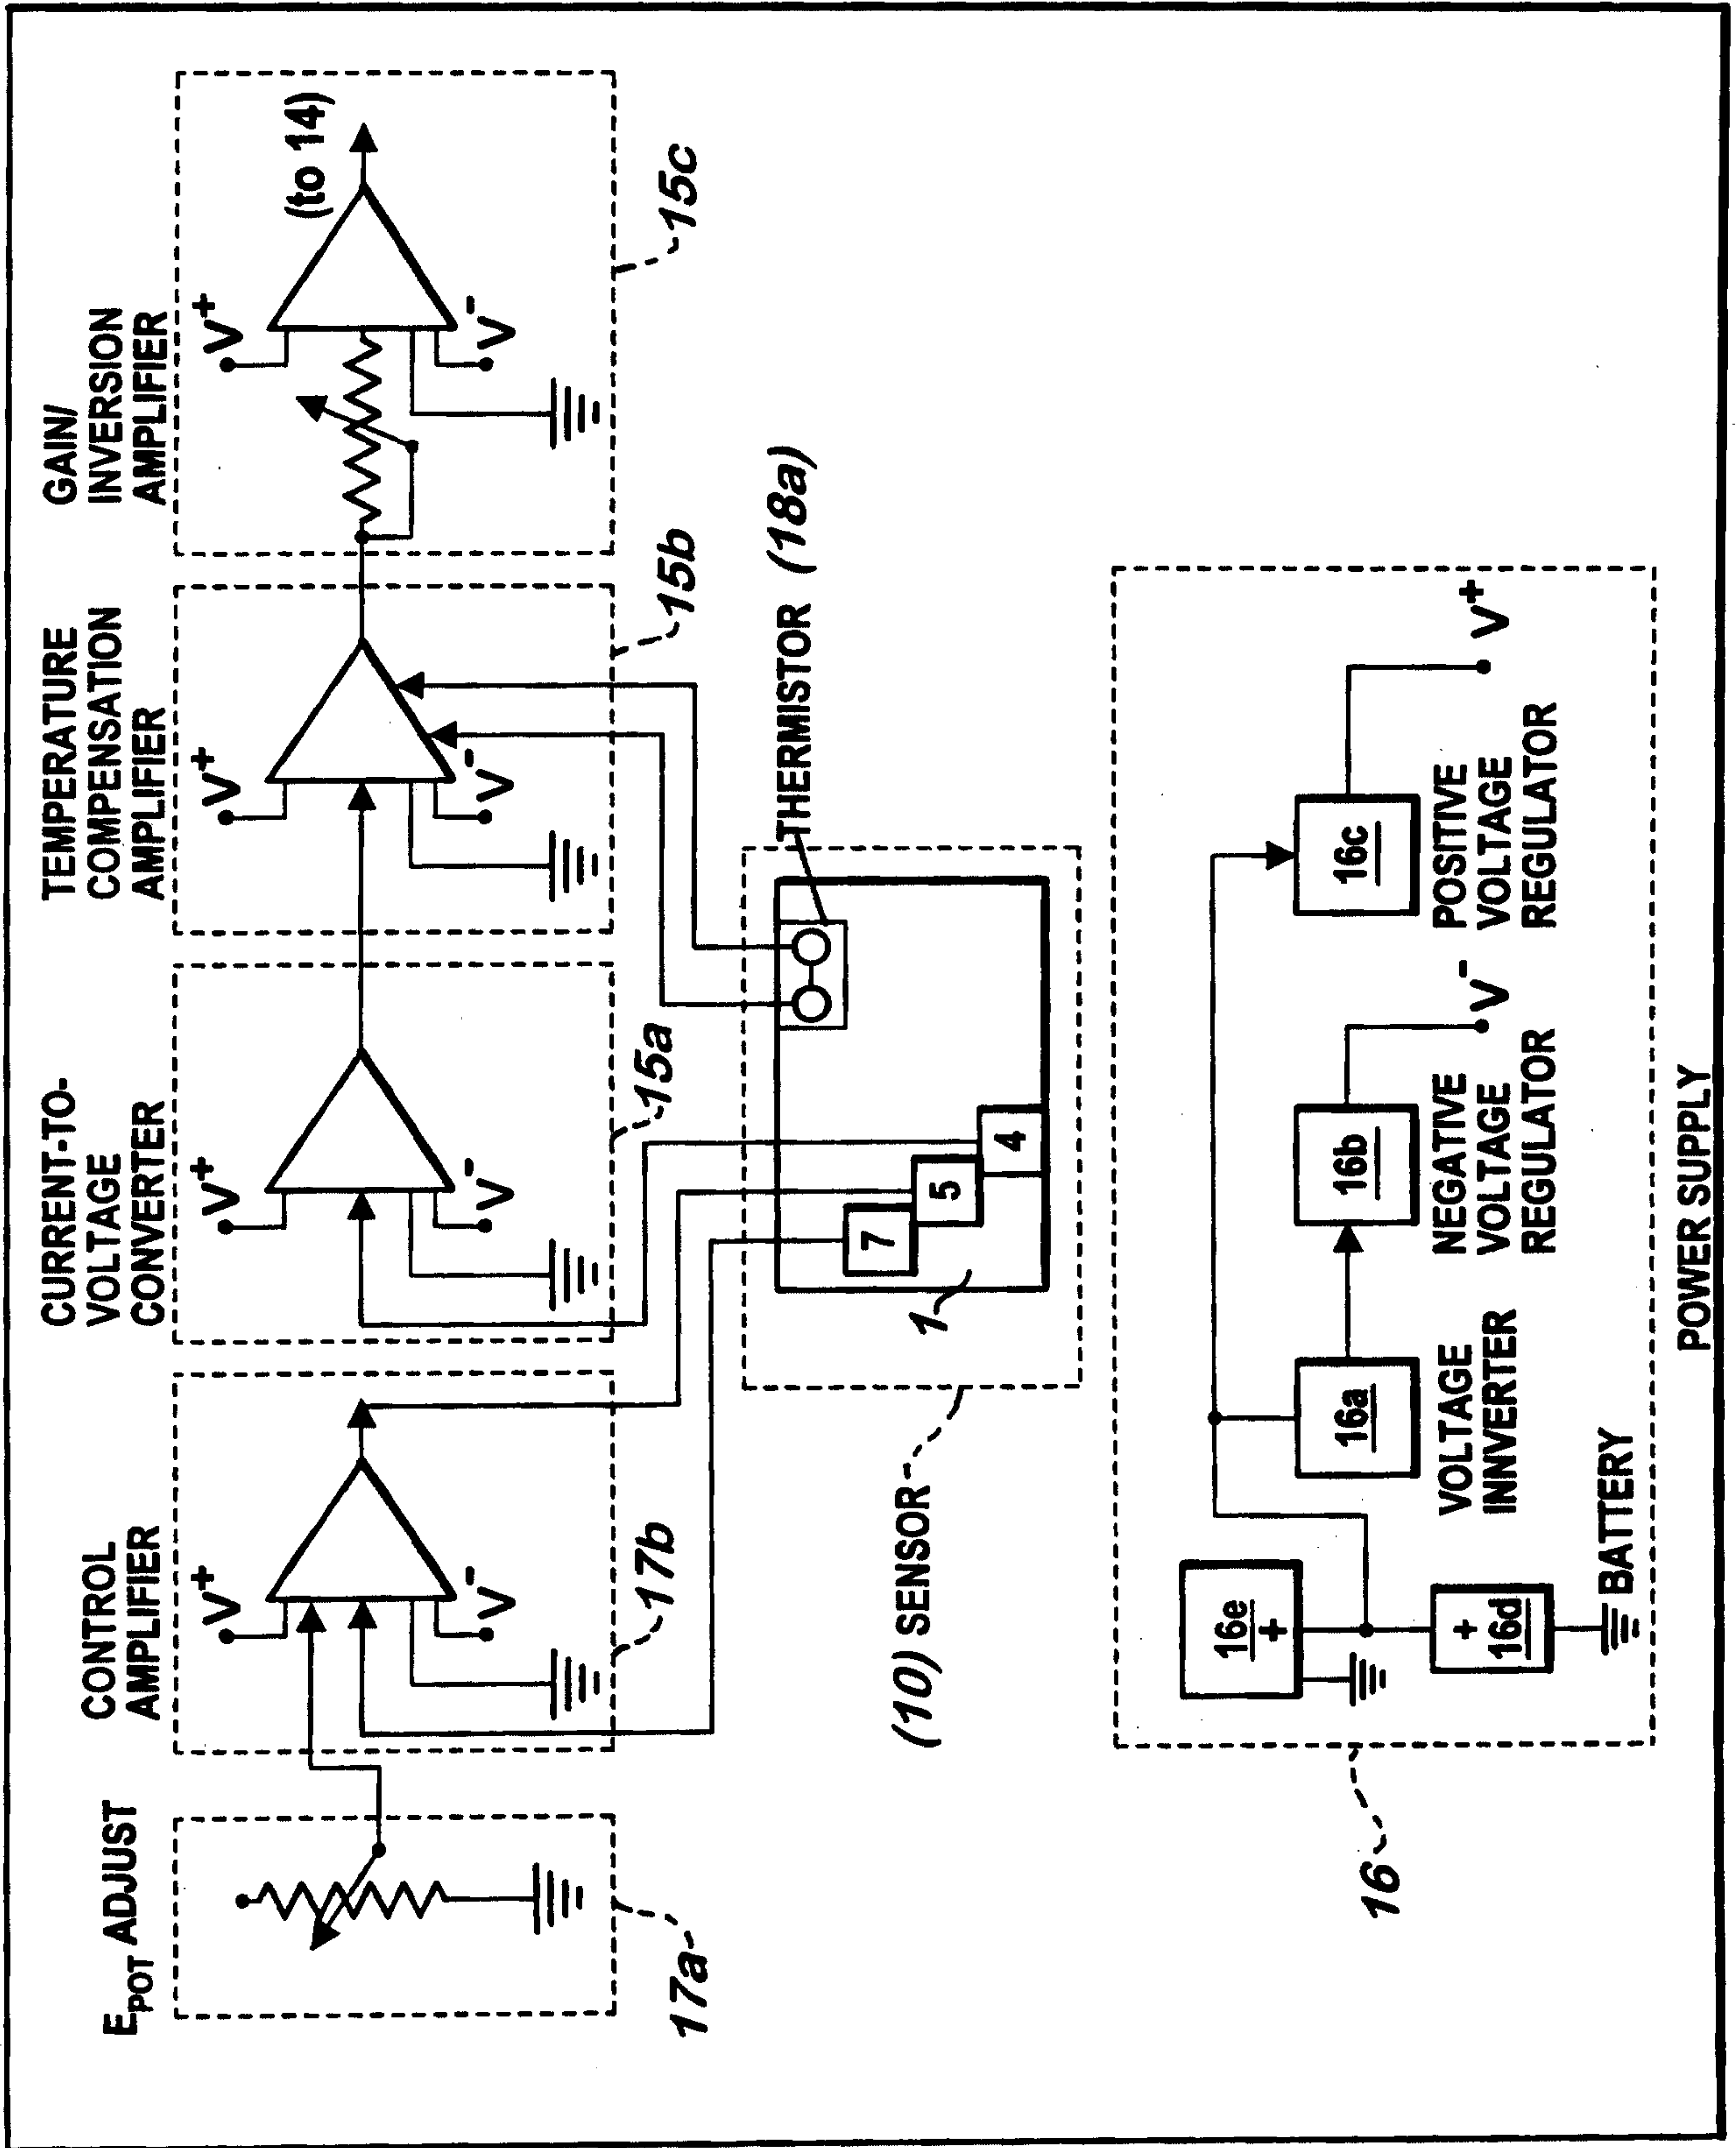 E_POT ADJUST
CONTROL
AMPLIFIER
CURRENT-TO-
VOLTAGE
CONVERTER
TEMPERATURE
COMPENSATION
AMPLIFIER
GAIN/
INVERSION
AMPLIFIER
V+
V+
V+
V+
(to 14)
V-
V-
V-
V-
17a
17b
15a
15b
15c
THERMISTOR (18a)
7
5
4
1
(10) SENSOR
16e
+
+
16d
BATTERY
16a
VOLTAGE
INVERTER
16b
NEGATIVE
VOLTAGE
REGULATOR
V-
16c
POSITIVE
VOLTAGE
REGULATOR
V+
16
POWER SUPPLY